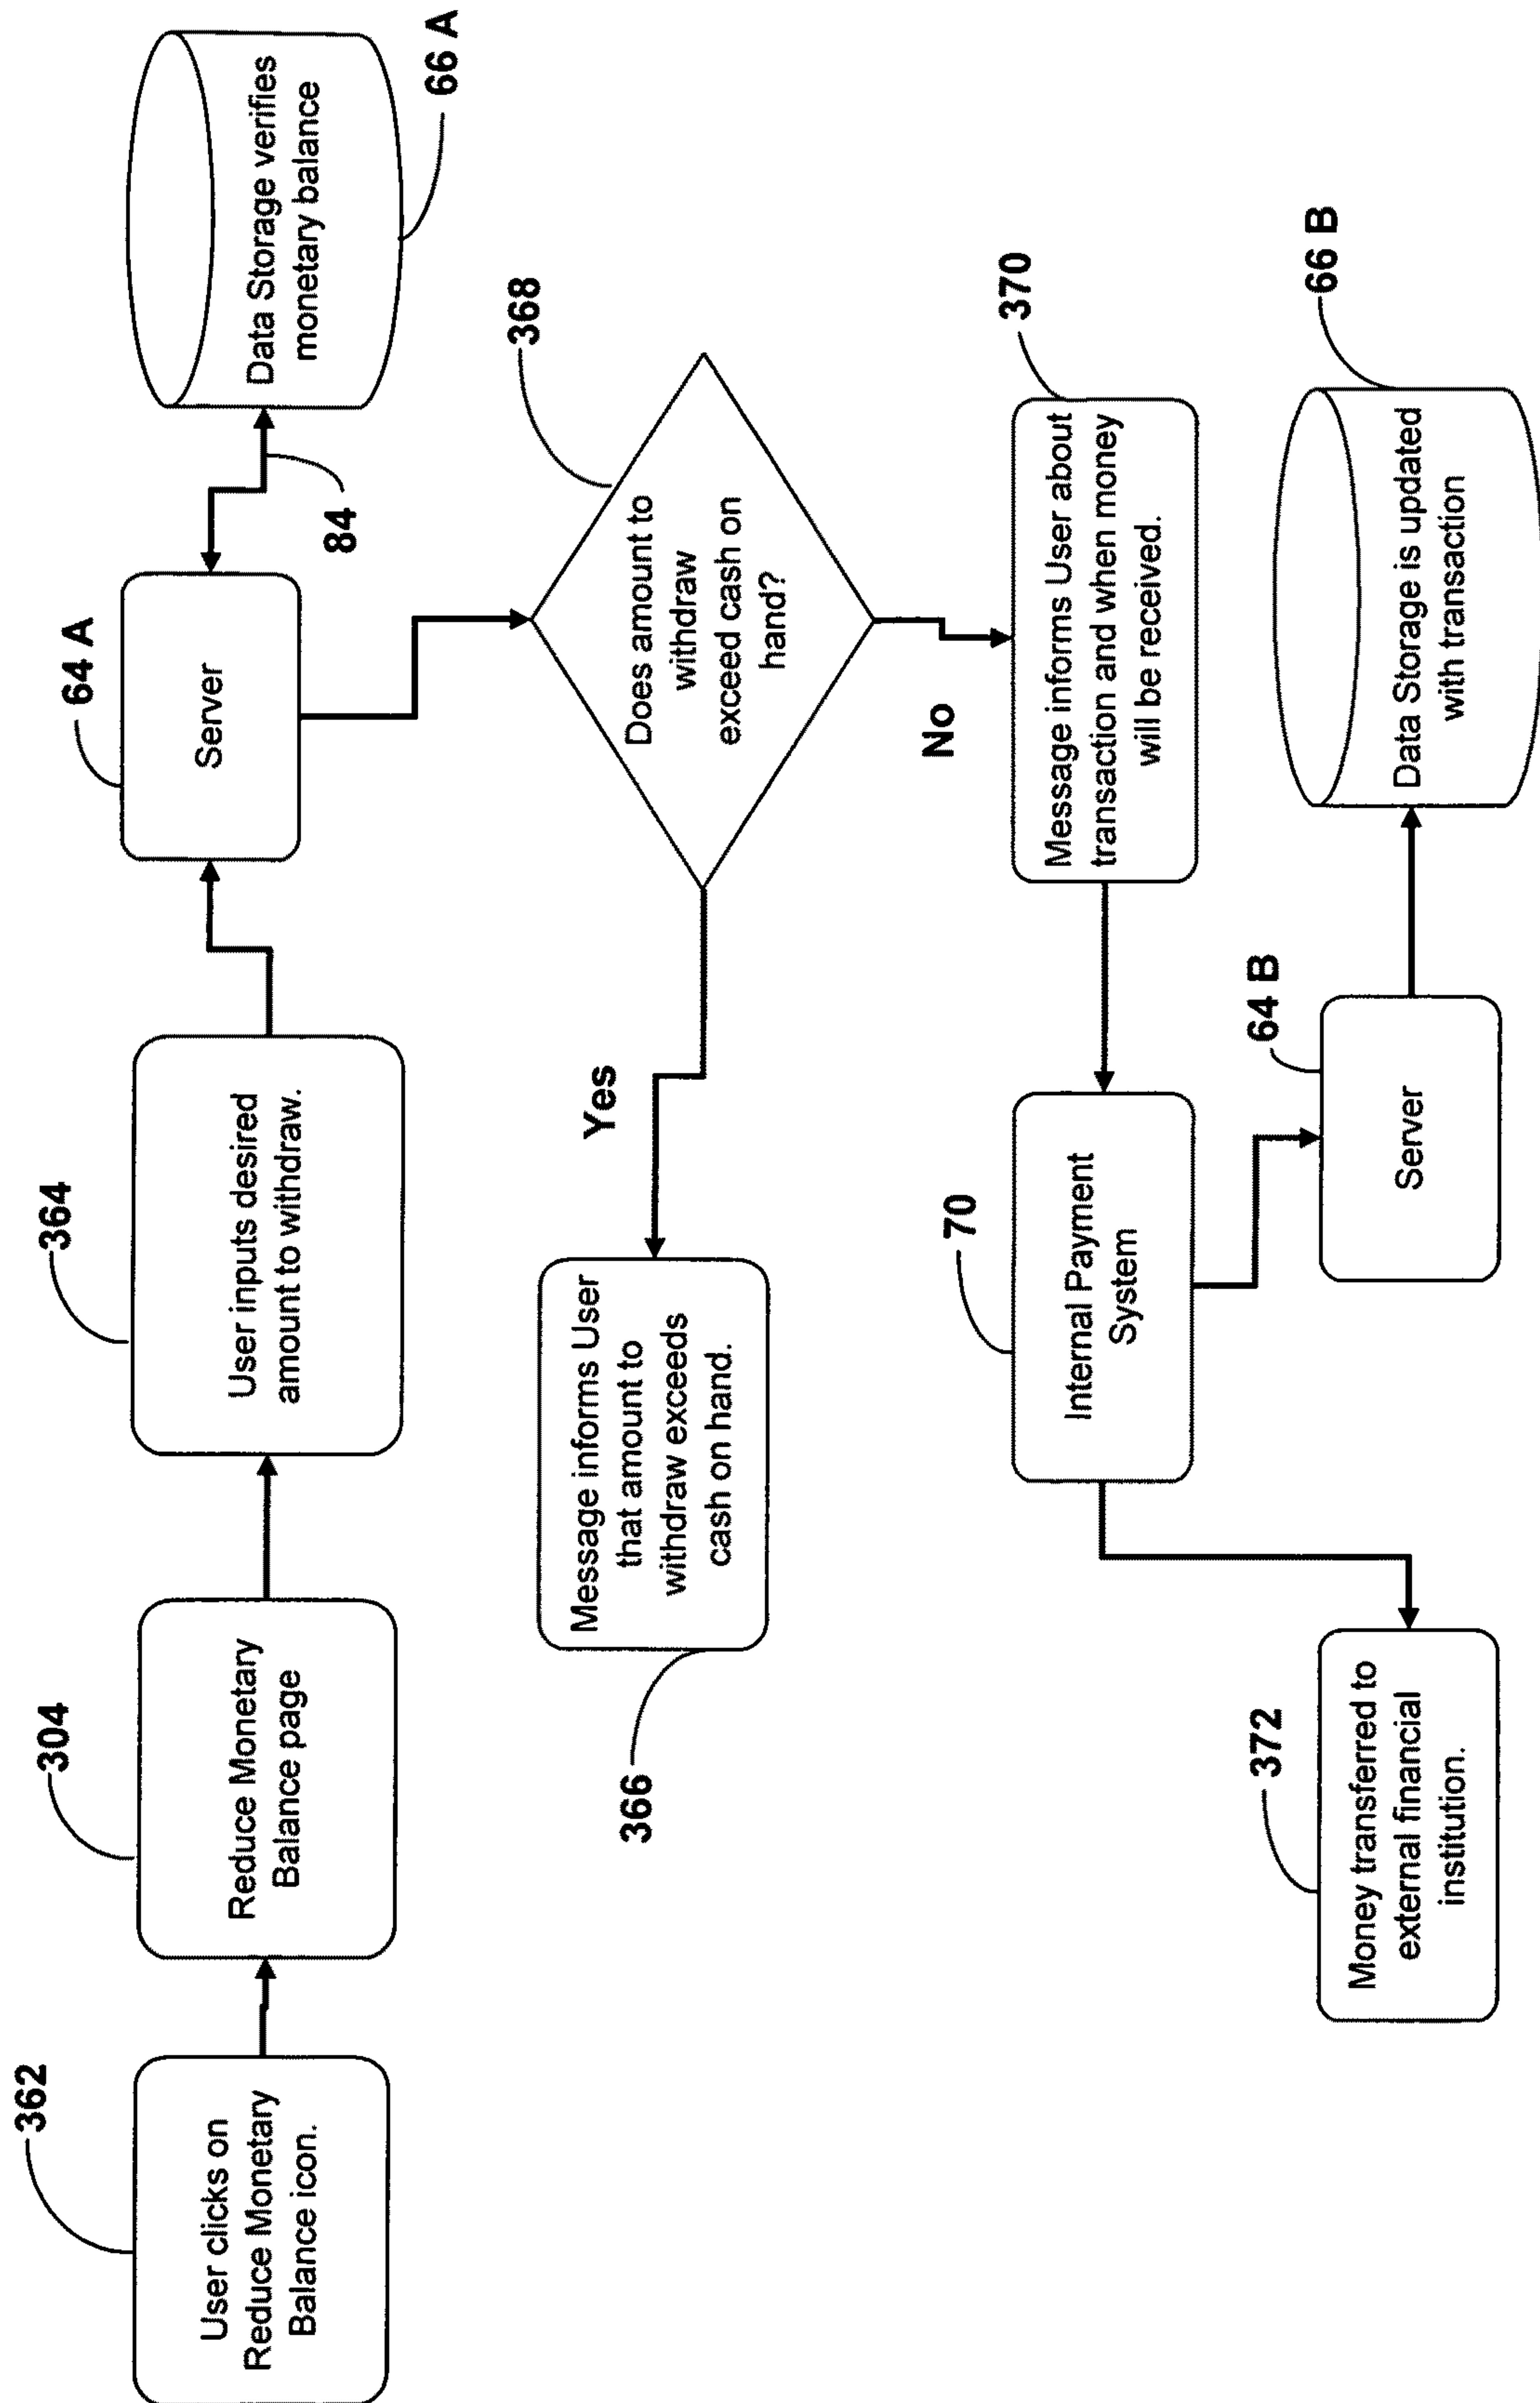 362
User clicks on
Reduce Monetary
Balance icon.
304
Reduce Monetary
Balance page
364
User inputs desired
amount to withdraw.
64 A
Server
84
Data Storage verifies
monetary balance
66 A
368
Does amount to
withdraw
exceed cash on
hand?
Yes
Message informs User
that amount to
withdraw exceeds
cash on hand.
366
No
370
Message informs User about
transaction and when money
will be received.
70
Internal Payment
System
64 B
Server
66 B
Data Storage is updated
with transaction
372
Money transferred to
external financial
institution.